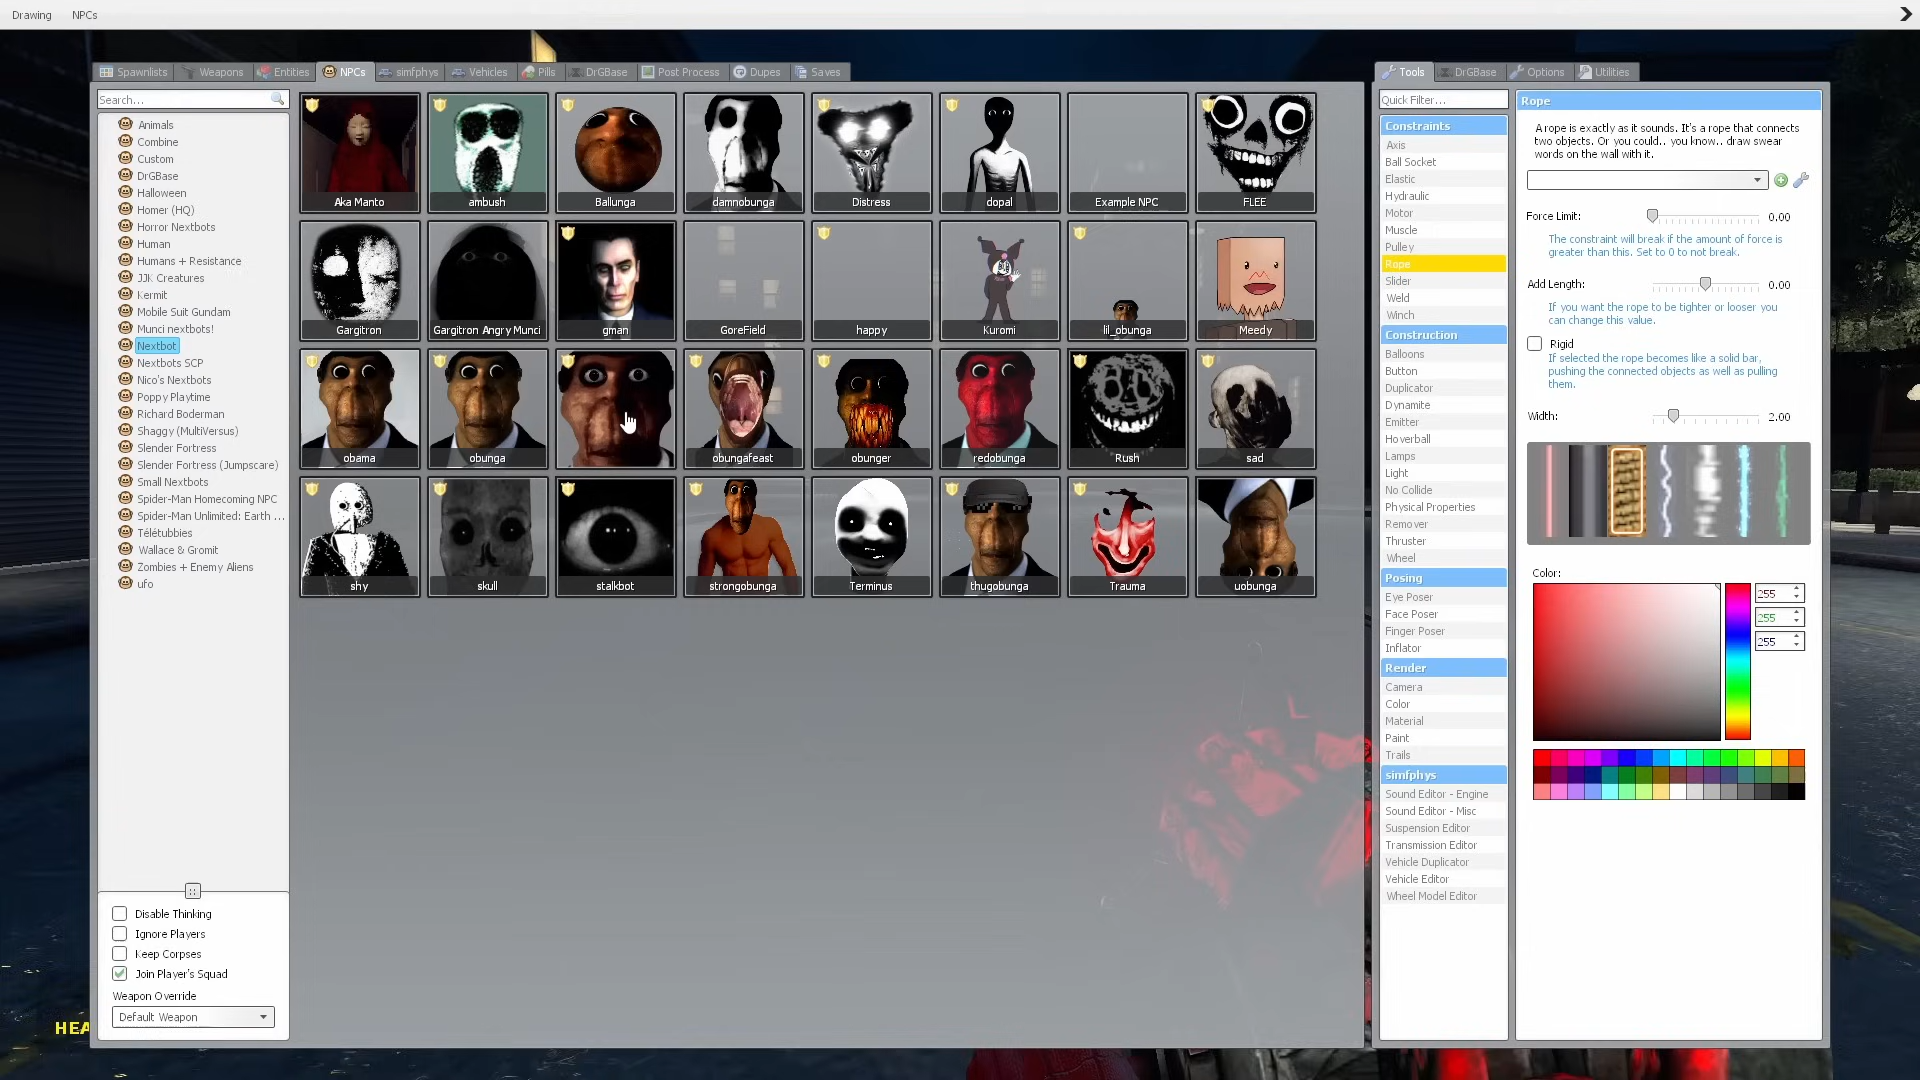 Drawing NPCs
Spawnlists Weapons Entities NPCs simfphys Vehicles Pills DrGBase Post Process Dupes Saves
Search...
Animals
Combine
Custom
DrGBase
Halloween
Homer (HQ)
Horror Nextbots
Human
Humans + Resistance
JJK Creatures
Kermit
Mobile Suit Gundam
Munci nextbots!
Nextbot
Nextbots SCP
Nico's Nextbots
Poppy Playtime
Richard Boderman
Shaggy (MultiVersus)
Slender Fortress
Slender Fortress (Jumpscare)
Small Nextbots
Spider-Man Homecoming NPC
Spider-Man Unlimited: Earth ...
Télétubbies
Wallace & Gromit
Zombies + Enemy Aliens
ufo
Disable Thinking
Ignore Players
Keep Corpses
Join Player's Squad
Weapon Override
Default Weapon
HEA
Aka Manto ambush Ballunga damnobunga Distress dopal Example NPC FLEE
Gargitron Gargitron Angry Munci gman GoreField happy Kuromi lil_obunga Meedy
obama obunga obungafeast obunger redobunga Rush sad
shy skull stalkbot strongobunga Terminus thugobunga Trauma uobunga
Tools DrGBase Options Utilities
Quick Filter...
Constraints
Axis
Ball Socket
Elastic
Hydraulic
Motor
Muscle
Pulley
Rope
Slider
Weld
Winch
Construction
Balloons
Button
Duplicator
Dynamite
Emitter
Hoverball
Lamps
Light
No Collide
Physical Properties
Remover
Thruster
Wheel
Posing
Eye Poser
Face Poser
Finger Poser
Inflator
Render
Camera
Color
Material
Paint
Trails
simfphys
Sound Editor - Engine
Sound Editor - Misc
Suspension Editor
Transmission Editor
Vehicle Duplicator
Vehicle Editor
Wheel Model Editor
Rope
A rope is exactly as it sounds. It's a rope that connects
two objects. Or you could.. you know.. draw swear
words on the wall with it.
Force Limit: 0.00
The constraint will break if the amount of force is
greater than this. Set to 0 to not break.
Add Length: 0.00
If you want the rope to be tighter or looser you
can change this value.
Rigid
If selected the rope becomes like a solid bar,
pushing the connected objects as well as pulling
them.
Width: 2.00
Color:
255
255
255